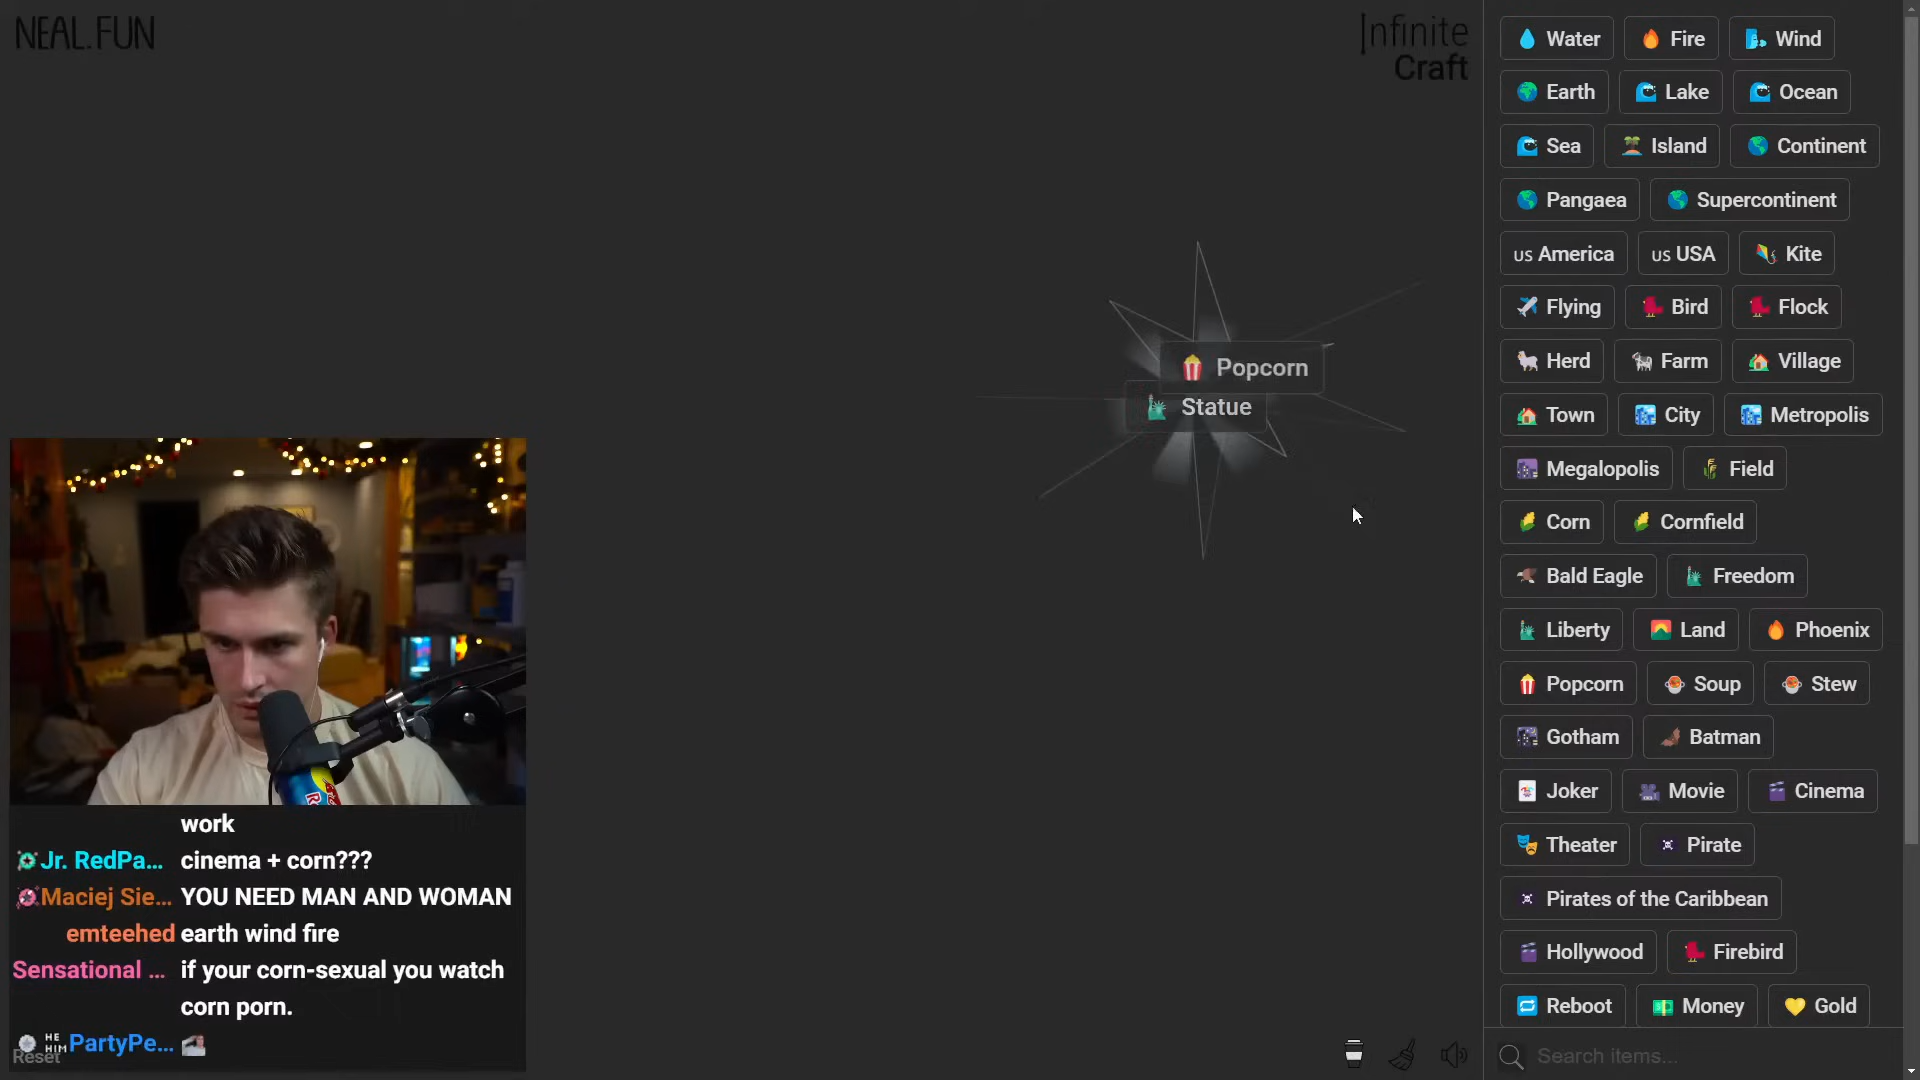 NEAL.FUN
Infinite
Craft
Popcorn
Statue
work
Jr. RedPa... cinema + corn???
Maciej Sie... YOU NEED MAN AND WOMAN
emteehed earth wind fire
Sensational ... if your corn-sexual you watch
corn porn.
HE HIM PartyPe...
Reset
Water Fire Wind
Earth Lake Ocean
Sea Island Continent
Pangaea Supercontinent
US America US USA Kite
Flying Bird Flock
Herd Farm Village
Town City Metropolis
Megalopolis Field
Corn Cornfield
Bald Eagle Freedom
Liberty Land Phoenix
Popcorn Soup Stew
Gotham Batman
Joker Movie Cinema
Theater Pirate
Pirates of the Caribbean
Hollywood Firebird
Reboot Money Gold
Search items...